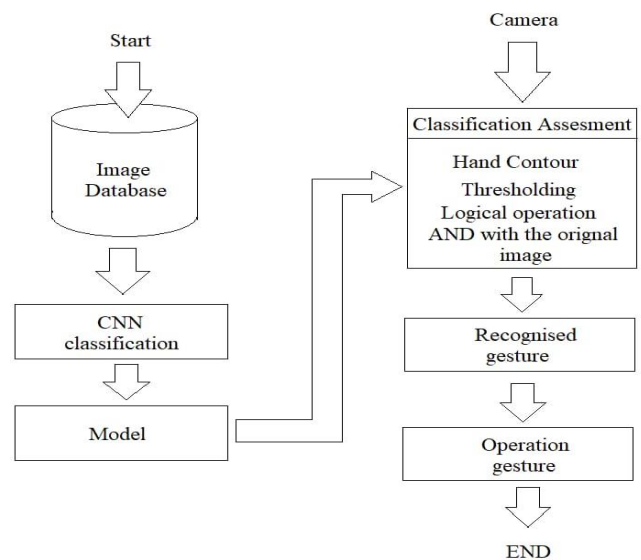 Start
Image
Database
CNN
classification
Model
Camera
Classification Assesment
Hand Contour
Thresholding
Logical operation
AND with the orignal
image
Recognised
gesture
Operation
gesture
END